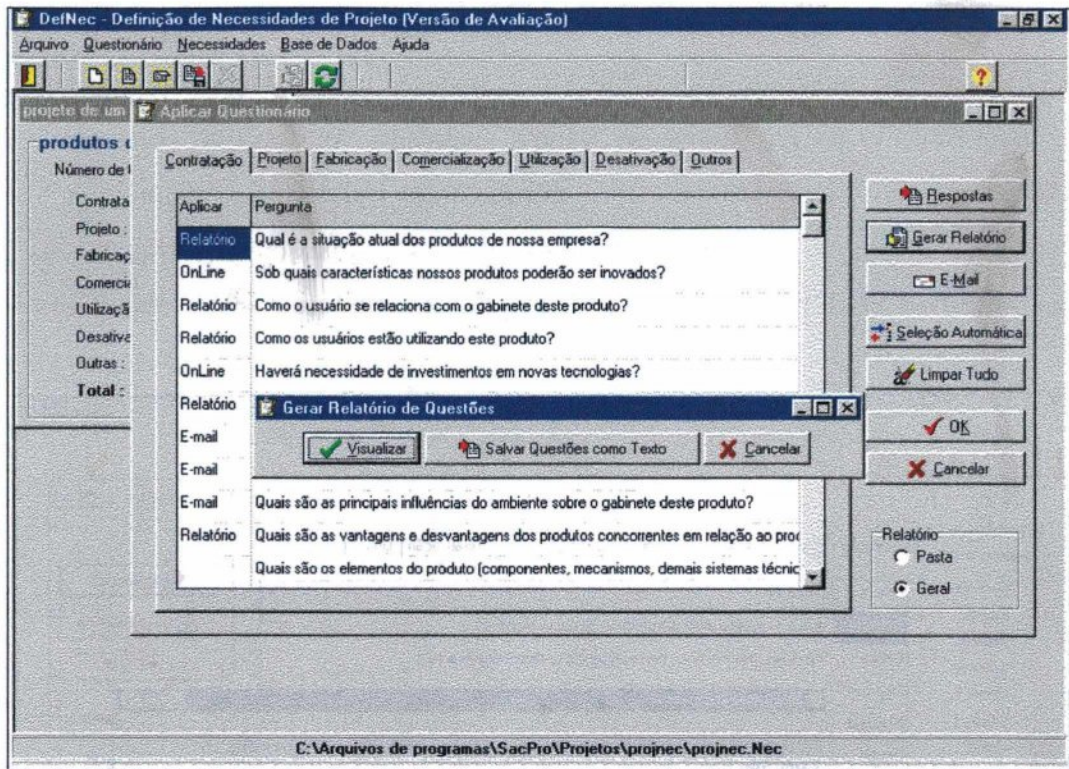 DefNec - Definição de Necessidades de Projeto (Versão de Avaliação)
Arquivo Questionário Necessidades Base de Dados Ajuda
projeto de um
Aplicar Questionário
produtos
Número de
Contrata
Projeto :
Fabricaç
Comercia
Utilizaçã
Desativa
Outras :
Total :
Contratação Projeto Fabricação Comercialização Utilização Desativação Outros
Aplicar Pergunta
Relatório Qual é a situação atual dos produtos de nossa empresa?
OnLine Sob quais características nossos produtos poderão ser inovados?
Relatório Como o usuário se relaciona com o gabinete deste produto?
Relatório Como os usuários estão utilizando este produto?
OnLine Haverá necessidade de investimentos em novas tecnologias?
Relatório
E-mail
E-mail
E-mail Quais são as principais influências do ambiente sobre o gabinete deste produto?
Relatório Quais são as vantagens e desvantagens dos produtos concorrentes em relação ao proc
Quais são os elementos do produto (componentes, mecanismos, demais sistemas técnic
Gerar Relatório de Questões
Visualizar Salvar Questões como Texto Cancelar
Respostas
Gerar Relatório
E-Mail
Seleção Automática
Limpar Tudo
OK
Cancelar
Relatório
Pasta
Geral
C:\Arquivos de programas\SacPro\Projetos\projnec\projnec.Nec